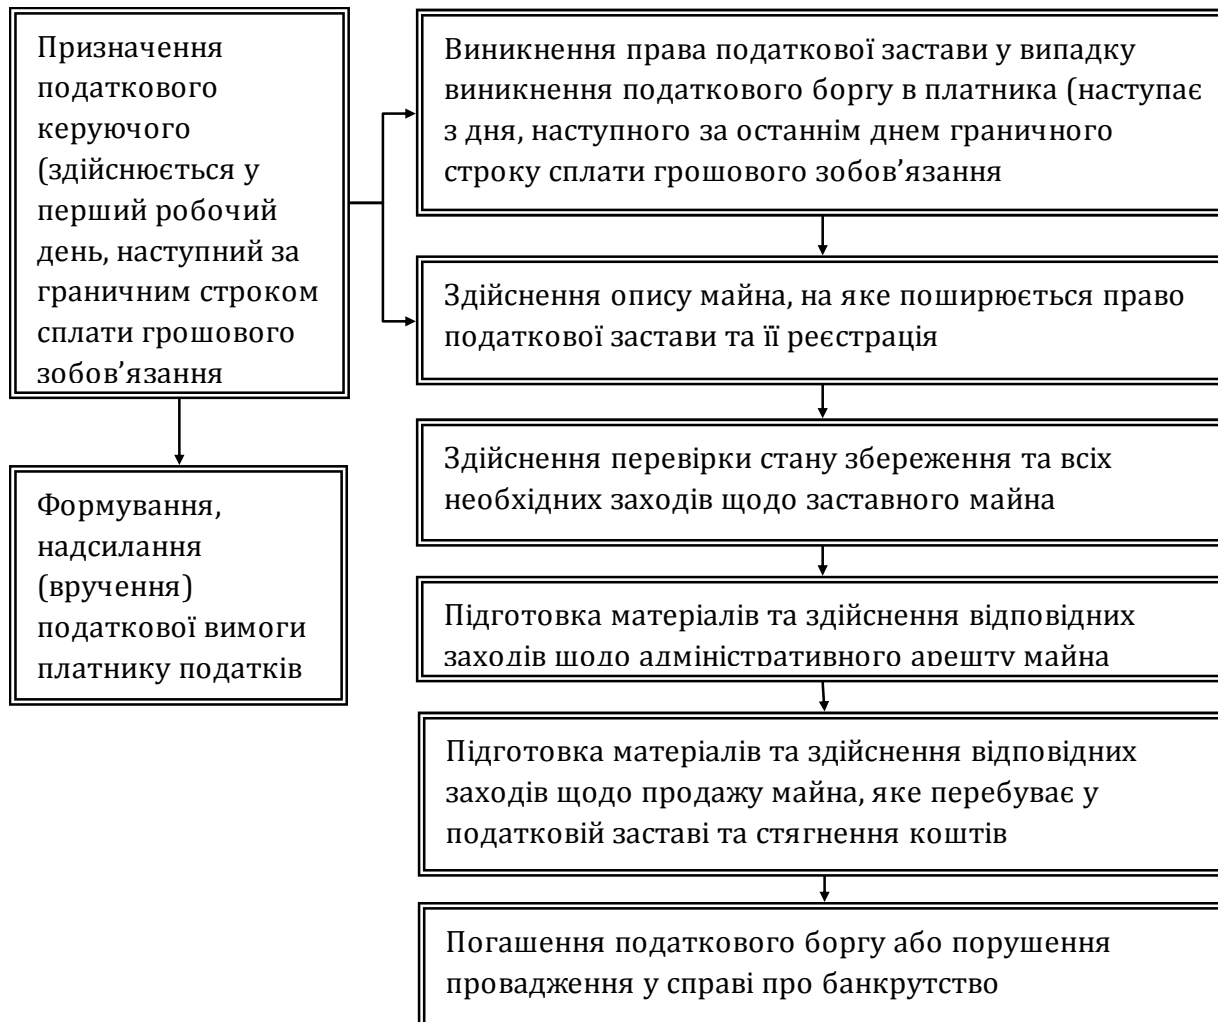 Призначення
податкового
керуючого
(здійснюється у
перший робочий
день, наступний за
граничним строком
сплати грошового
зобов’язання
Формування,
надсилання
(вручення)
податкової вимоги
платнику податків
Виникнення права податкової застави у випадку
виникнення податкового боргу в платника (наступає
з дня, наступного за останнім днем граничного
строку сплати грошового зобов’язання
Здійснення опису майна, на яке поширюється право
податкової застави та її реєстрація
Здійснення перевірки стану збереження та всіх
необхідних заходів щодо заставного майна
Підготовка матеріалів та здійснення відповідних
заходів щодо адміністративного арешту майна
Підготовка матеріалів та здійснення відповідних
заходів щодо продажу майна, яке перебуває у
податковій заставі та стягнення коштів
Погашення податкового боргу або порушення
провадження у справі про банкрутство